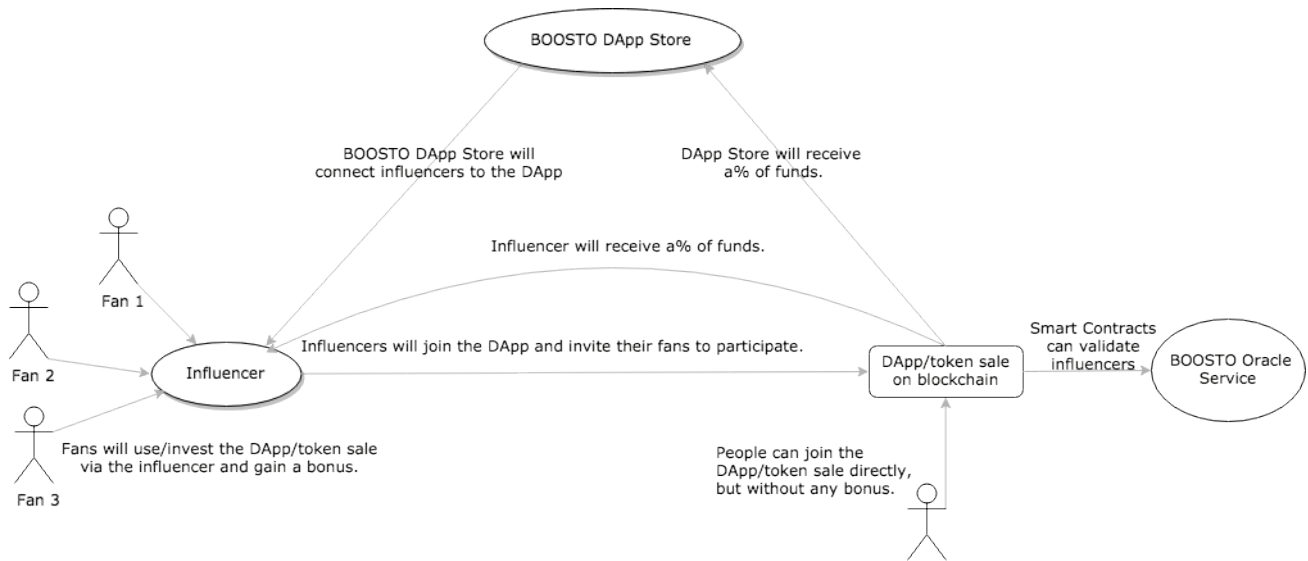 BOOSTO DApp Store
BOOSTO DApp Store will
connect influencers to the DApp
DApp Store will receive
a% of funds.
Influencer will receive a% of funds.
Fan 1
Fan 2
Fan 3
Influencer
Influencers will join the DApp and invite their fans to participate.
DApp/token sale
on blockchain
Smart Contracts
can validate
influencers
BOOSTO Oracle
Service
Fans will use/invest the DApp/token sale
via the influencer and gain a bonus.
People can join the
DApp/token sale directly,
but without any bonus.